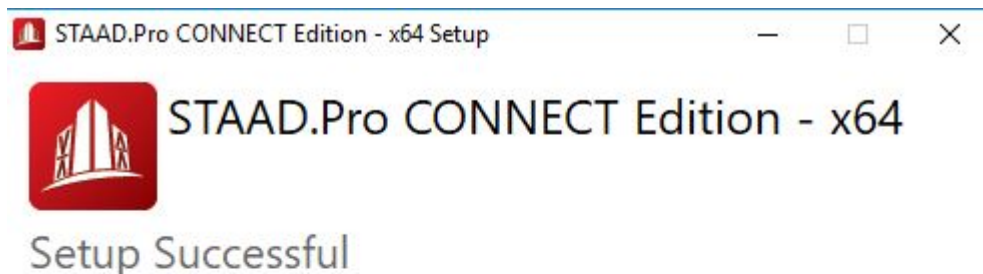 STAAD.Pro CONNECT Edition - x64 Setup
STAAD.Pro CONNECT Edition - x64
Setup Successful